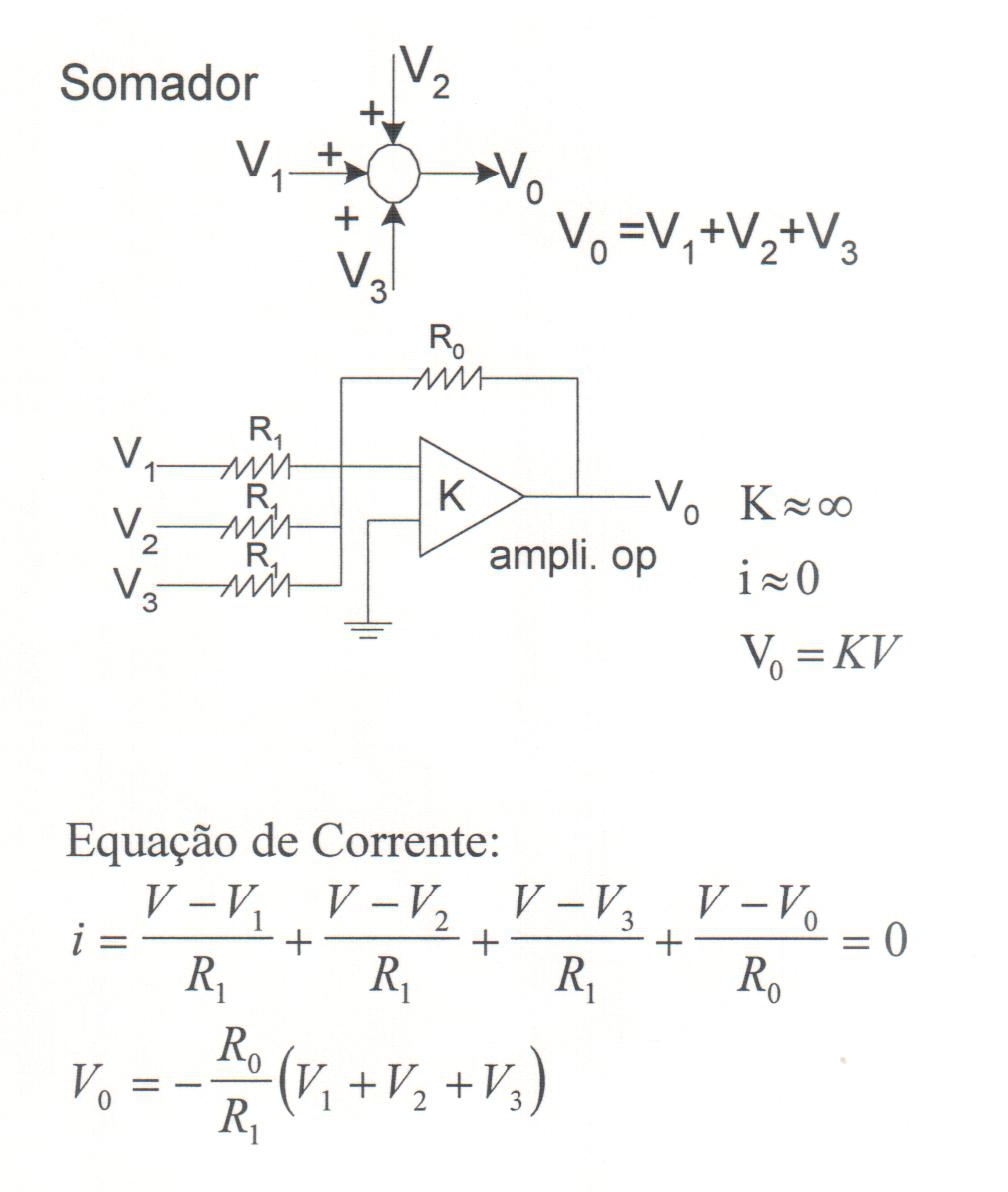 Somador
V₂
+
V₁ + V₀
+
V₃
V₀ =V₁+V₂+V₃
R₀
V₁ R₁
K
V₀
V₂ R₁
V₃ R₁
ampli. op
K ≈ ∞
i ≈ 0
V₀ = KV
Equação de Corrente:
i = (V − V₁)/R₁ + (V − V₂)/R₁ + (V − V₃)/R₁ + (V − V₀)/R₀ = 0
V₀ = −R₀/R₁ (V₁ + V₂ + V₃)